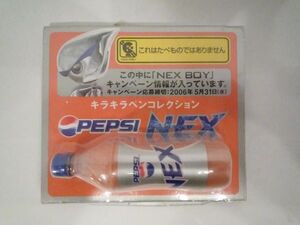 これはたべものではありません
この中に「NEX BOY」
キャンペーン情報が入っています。
キャンペーン応募締切：2006年5月31日(水)
キラキラペンコレクション
PEPSI NEX
PEPSI
NEX